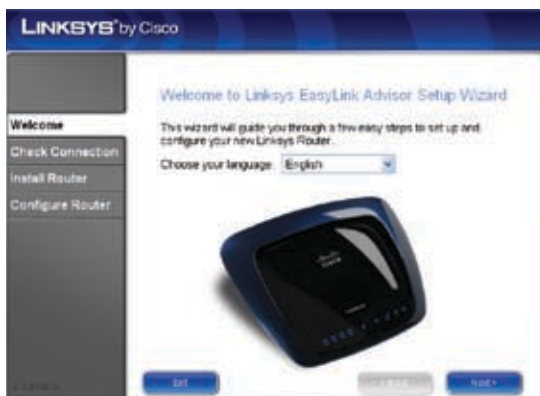 LINKSYS® by Cisco
Welcome to Linksys EasyLink Advisor Setup Wizard
Welcome
Check Connection
Install Router
Configure Router
This wizard will guide you through a few easy steps to set up and
configure your new Linksys Router.
Choose your language: English
CISCO
Exit
Next >